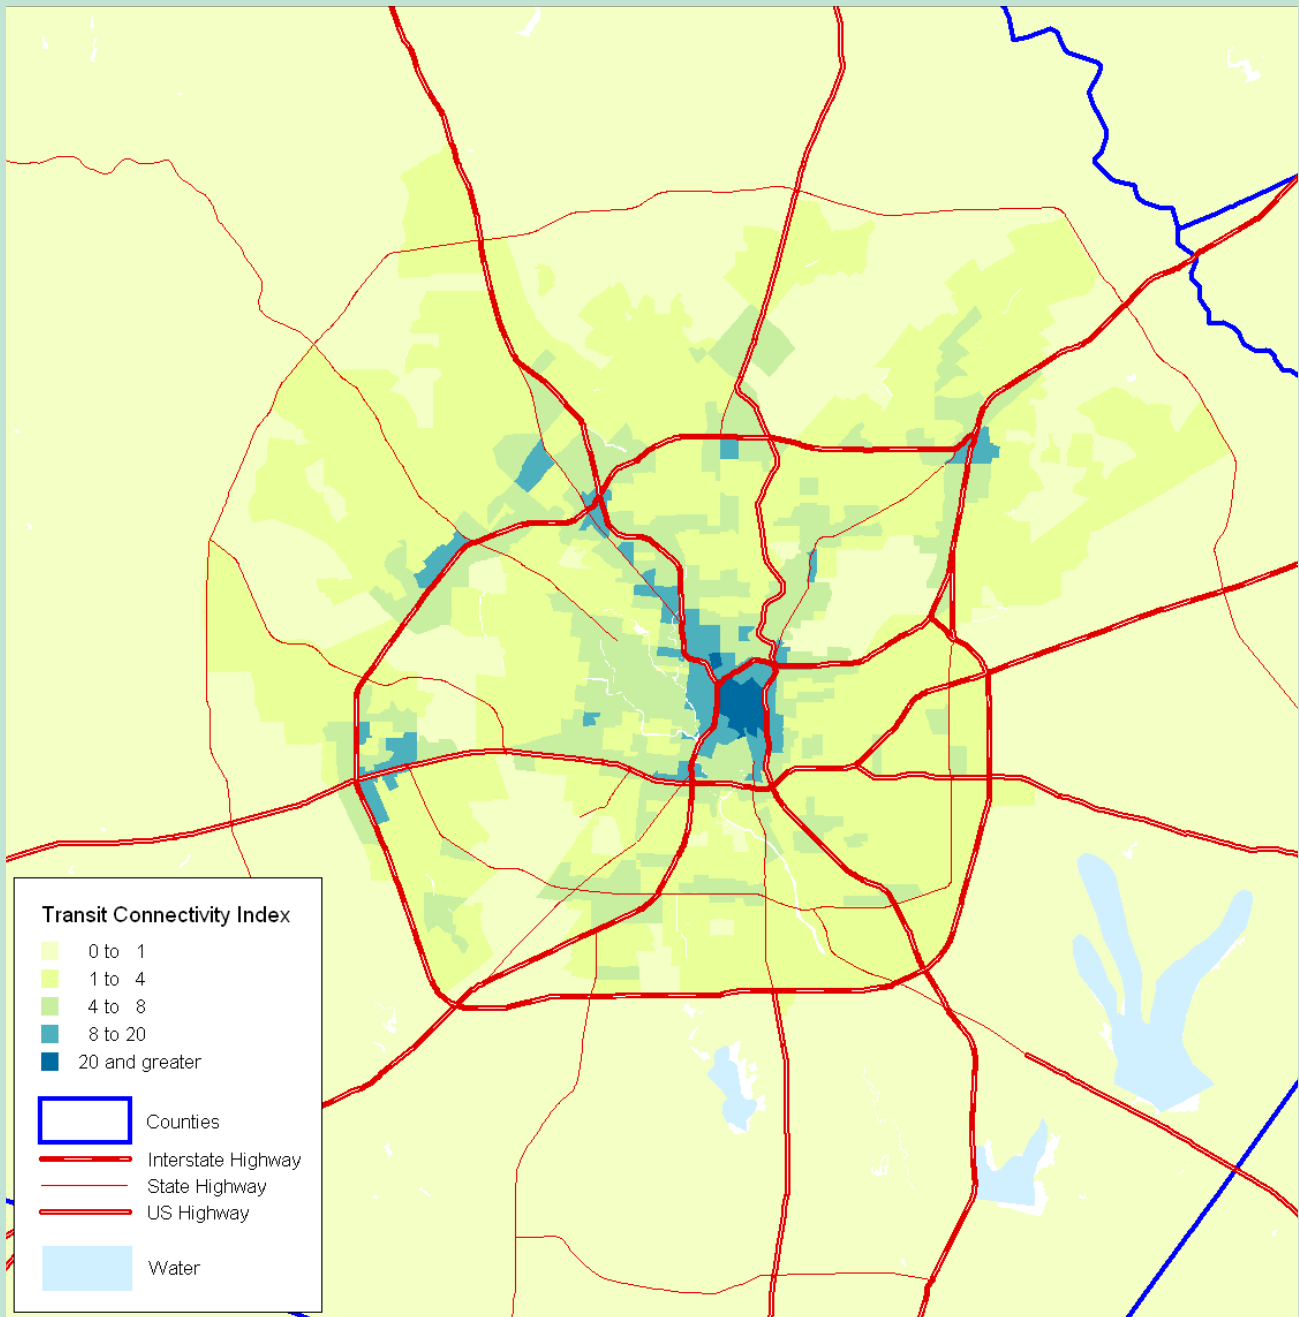 Transit Connectivity Index
0 to 1
1 to 4
4 to 8
8 to 20
20 and greater
Counties
Interstate Highway
State Highway
US Highway
Water